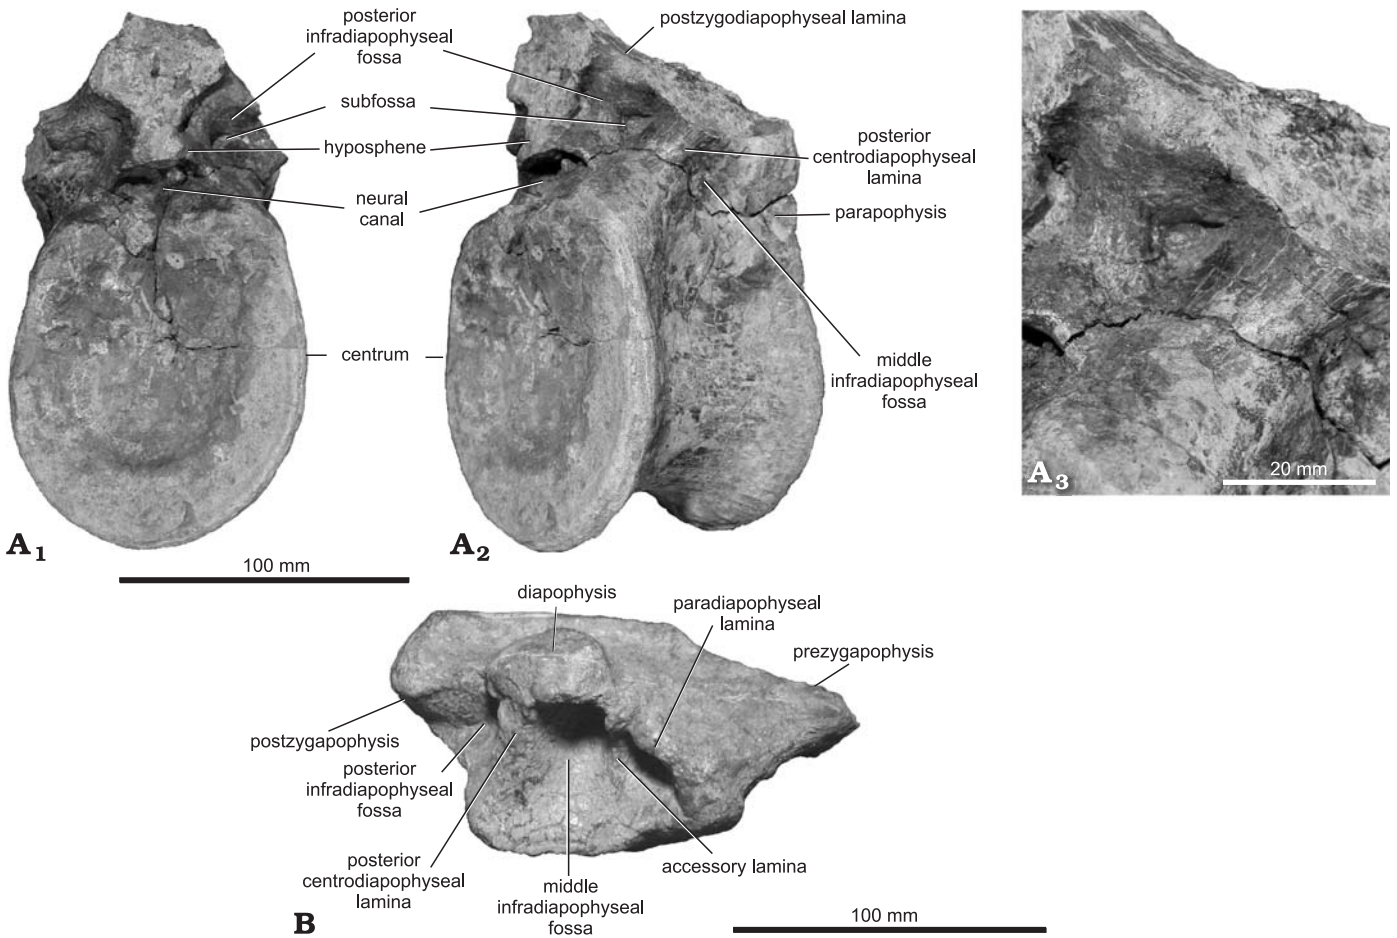 posterior
infradiapophyseal
fossa
subfossa
hyposphene
neural
canal
centrum
postzygodiapophyseal lamina
posterior
centrodiapophyseal
lamina
parapophysis
middle
infradiapophyseal
fossa
A1
A2
A3
20 mm
100 mm
diapophysis
paradiapophyseal
lamina
prezygapophysis
postzygapophysis
posterior
infradiapophyseal
fossa
posterior
centrodiapophyseal
lamina
middle
infradiapophyseal
fossa
accessory lamina
B
100 mm